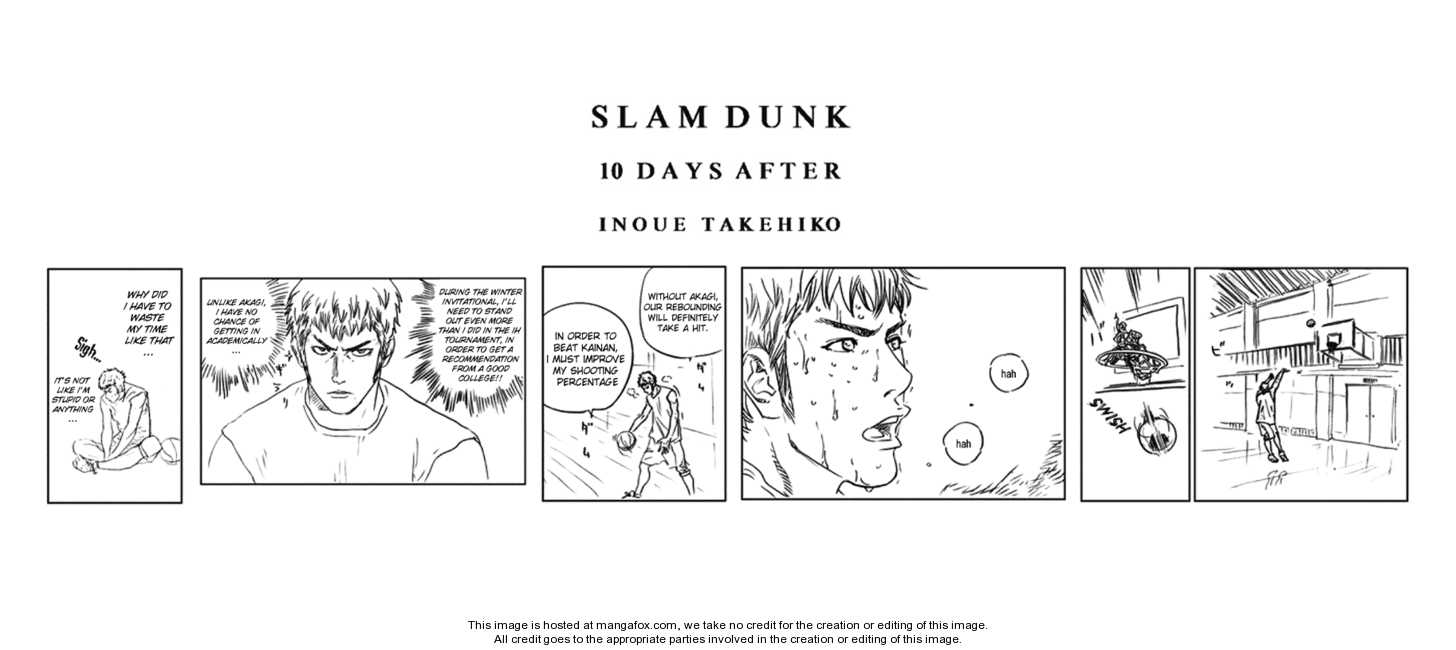 SLAM DUNK
10 DAYS AFTER
INOUE TAKEHIKO
SWISH
hah
hah
WITHOUT AKAGI,
OUR REBOUNDING
WILL DEFINITELY
TAKE A HIT.
IN ORDER TO
BEAT KAINAN,
I MUST IMPROVE
MY SHOOTING
PERCENTAGE
DURING THE WINTER
INVITATIONAL, I'LL
NEED TO STAND
OUT EVEN MORE
THAN I DID IN THE IH
TOURNAMENT, IN
ORDER TO GET A
RECOMMENDATION
FROM A GOOD
COLLEGE!!
UNLIKE AKAGI,
I HAVE NO
CHANCE OF
GETTING IN
ACADEMICALLY
...
WHY DID
I HAVE TO
WASTE
MY TIME
LIKE THAT
...
Sigh...
IT'S NOT
LIKE I'M
STUPID OR
ANYTHING
...
This image is hosted at mangafox.com, we take no credit for the creation or editing of this image.
All credit goes to the appropriate parties involved in the creation or editing of this image.